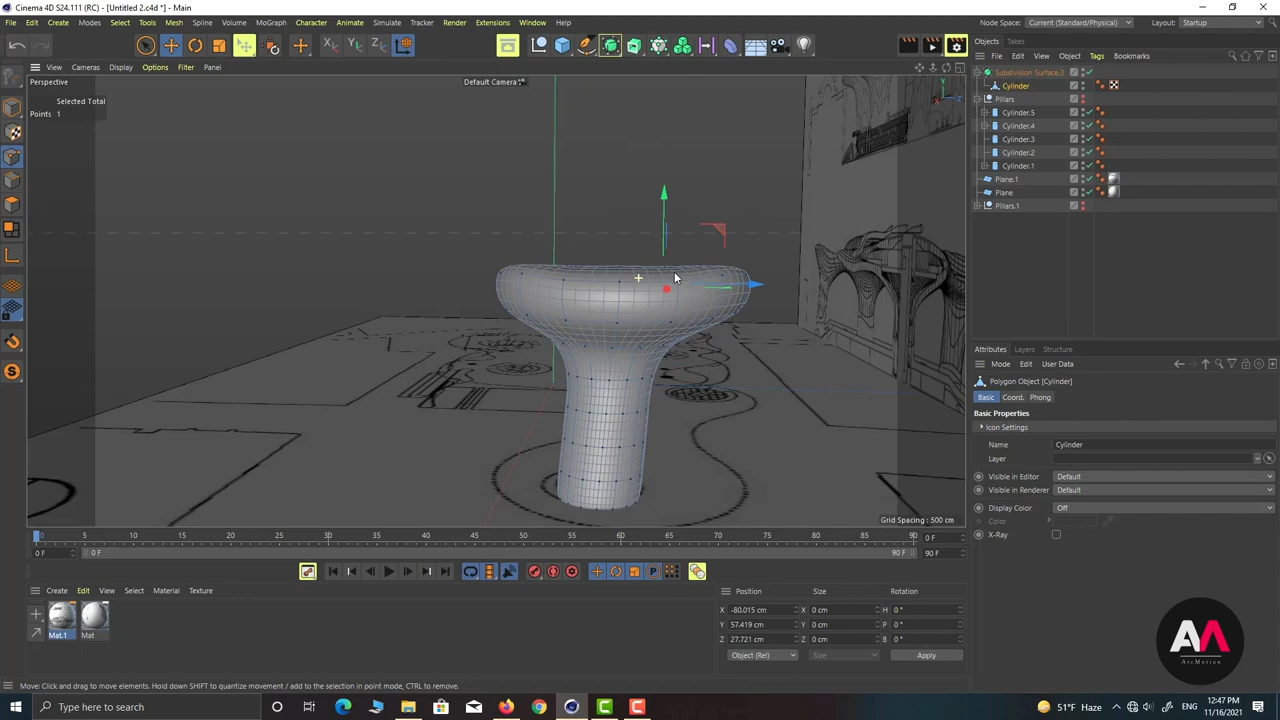 Cinema 4D S24.111 (RC) - [Untitled 2.c4d *] - Main
File Edit Create Modes Select Tools Mesh Spline Volume MoGraph Character Animate Simulate Tracker Render Extensions Window Help
Node Space: Current (Standard/Physical) Layout: Startup
X Y Z
Objects Takes
View Cameras Display Options Filter Panel
File Edit View Object Tags Bookmarks
Perspective
Default Camera
Selected Total
Points 1
Subdivision Surface.3
Cylinder
Pillars
Cylinder.5
Cylinder.4
Cylinder.3
Cylinder.2
Cylinder.1
Plane.1
Plane
Pillars.1
Attributes Layers Structure
Mode Edit User Data
Polygon Object [Cylinder]
Basic Coord. Phong
Basic Properties
Icon Settings
Name Cylinder
Layer
Visible in Editor Default
Visible in Renderer Default
Display Color Off
Color
X-Ray
Grid Spacing : 500 cm
0 5 10 15 20 25 30 35 40 45 50 55 60 65 70 75 80 85 90 0 F
0 F 0 F 90 F 90 F
Create Edit View Select Material Texture
Position Size Rotation
X -80.015 cm X 0 cm H 0 °
Y 57.419 cm Y 0 cm P 0 °
Z 27.721 cm Z 0 cm B 0 °
Object (Rel) Size Apply
Mat.1 Mat
ArcMotion
Move: Click and drag to move elements. Hold down SHIFT to quantize movement / add to the selection in point mode, CTRL to remove.
Type here to search
51°F Haze
12:47 PM
11/16/2021